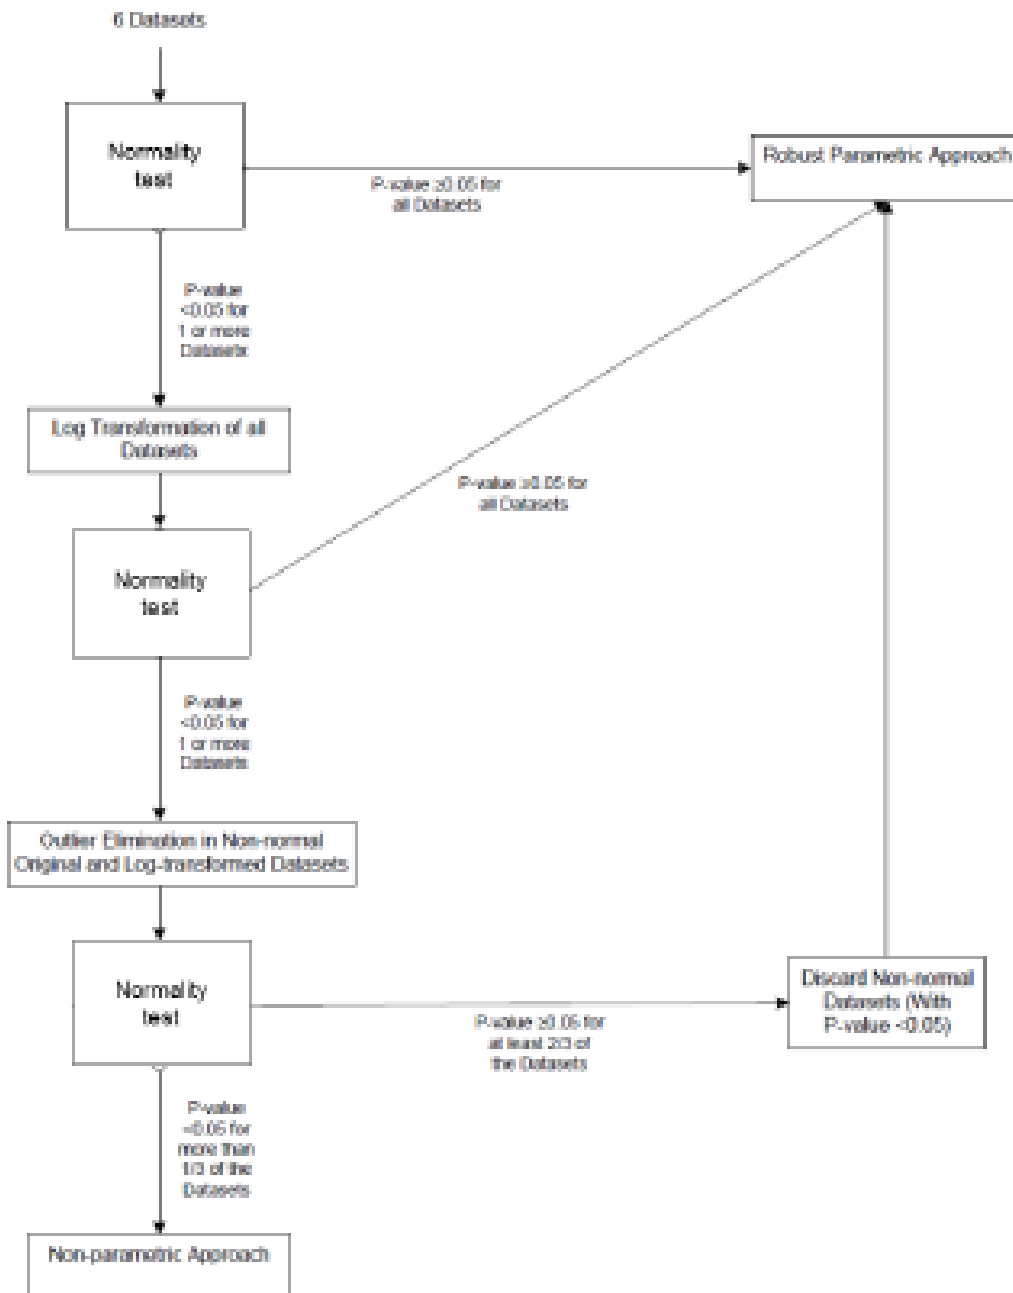 6 Datasets
Normality
test
Robust Parametric Approach
P-value ≥0.05 for
all Datasets
P-value
<0.05 for
1 or more
Datasets
Log Transformation of all
Datasets
P-value ≥0.05 for
all Datasets
Normality
test
P-value
<0.05 for
1 or more
Datasets
Outlier Elimination in Non-normal
Original and Log-transformed Datasets
Normality
test
P-value ≥0.05 for
at least 2/3 of
the Datasets
Discard Non-normal
Datasets (With
P-value <0.05)
P-value
<0.05 for
more than
1/3 of the
Datasets
Non-parametric Approach